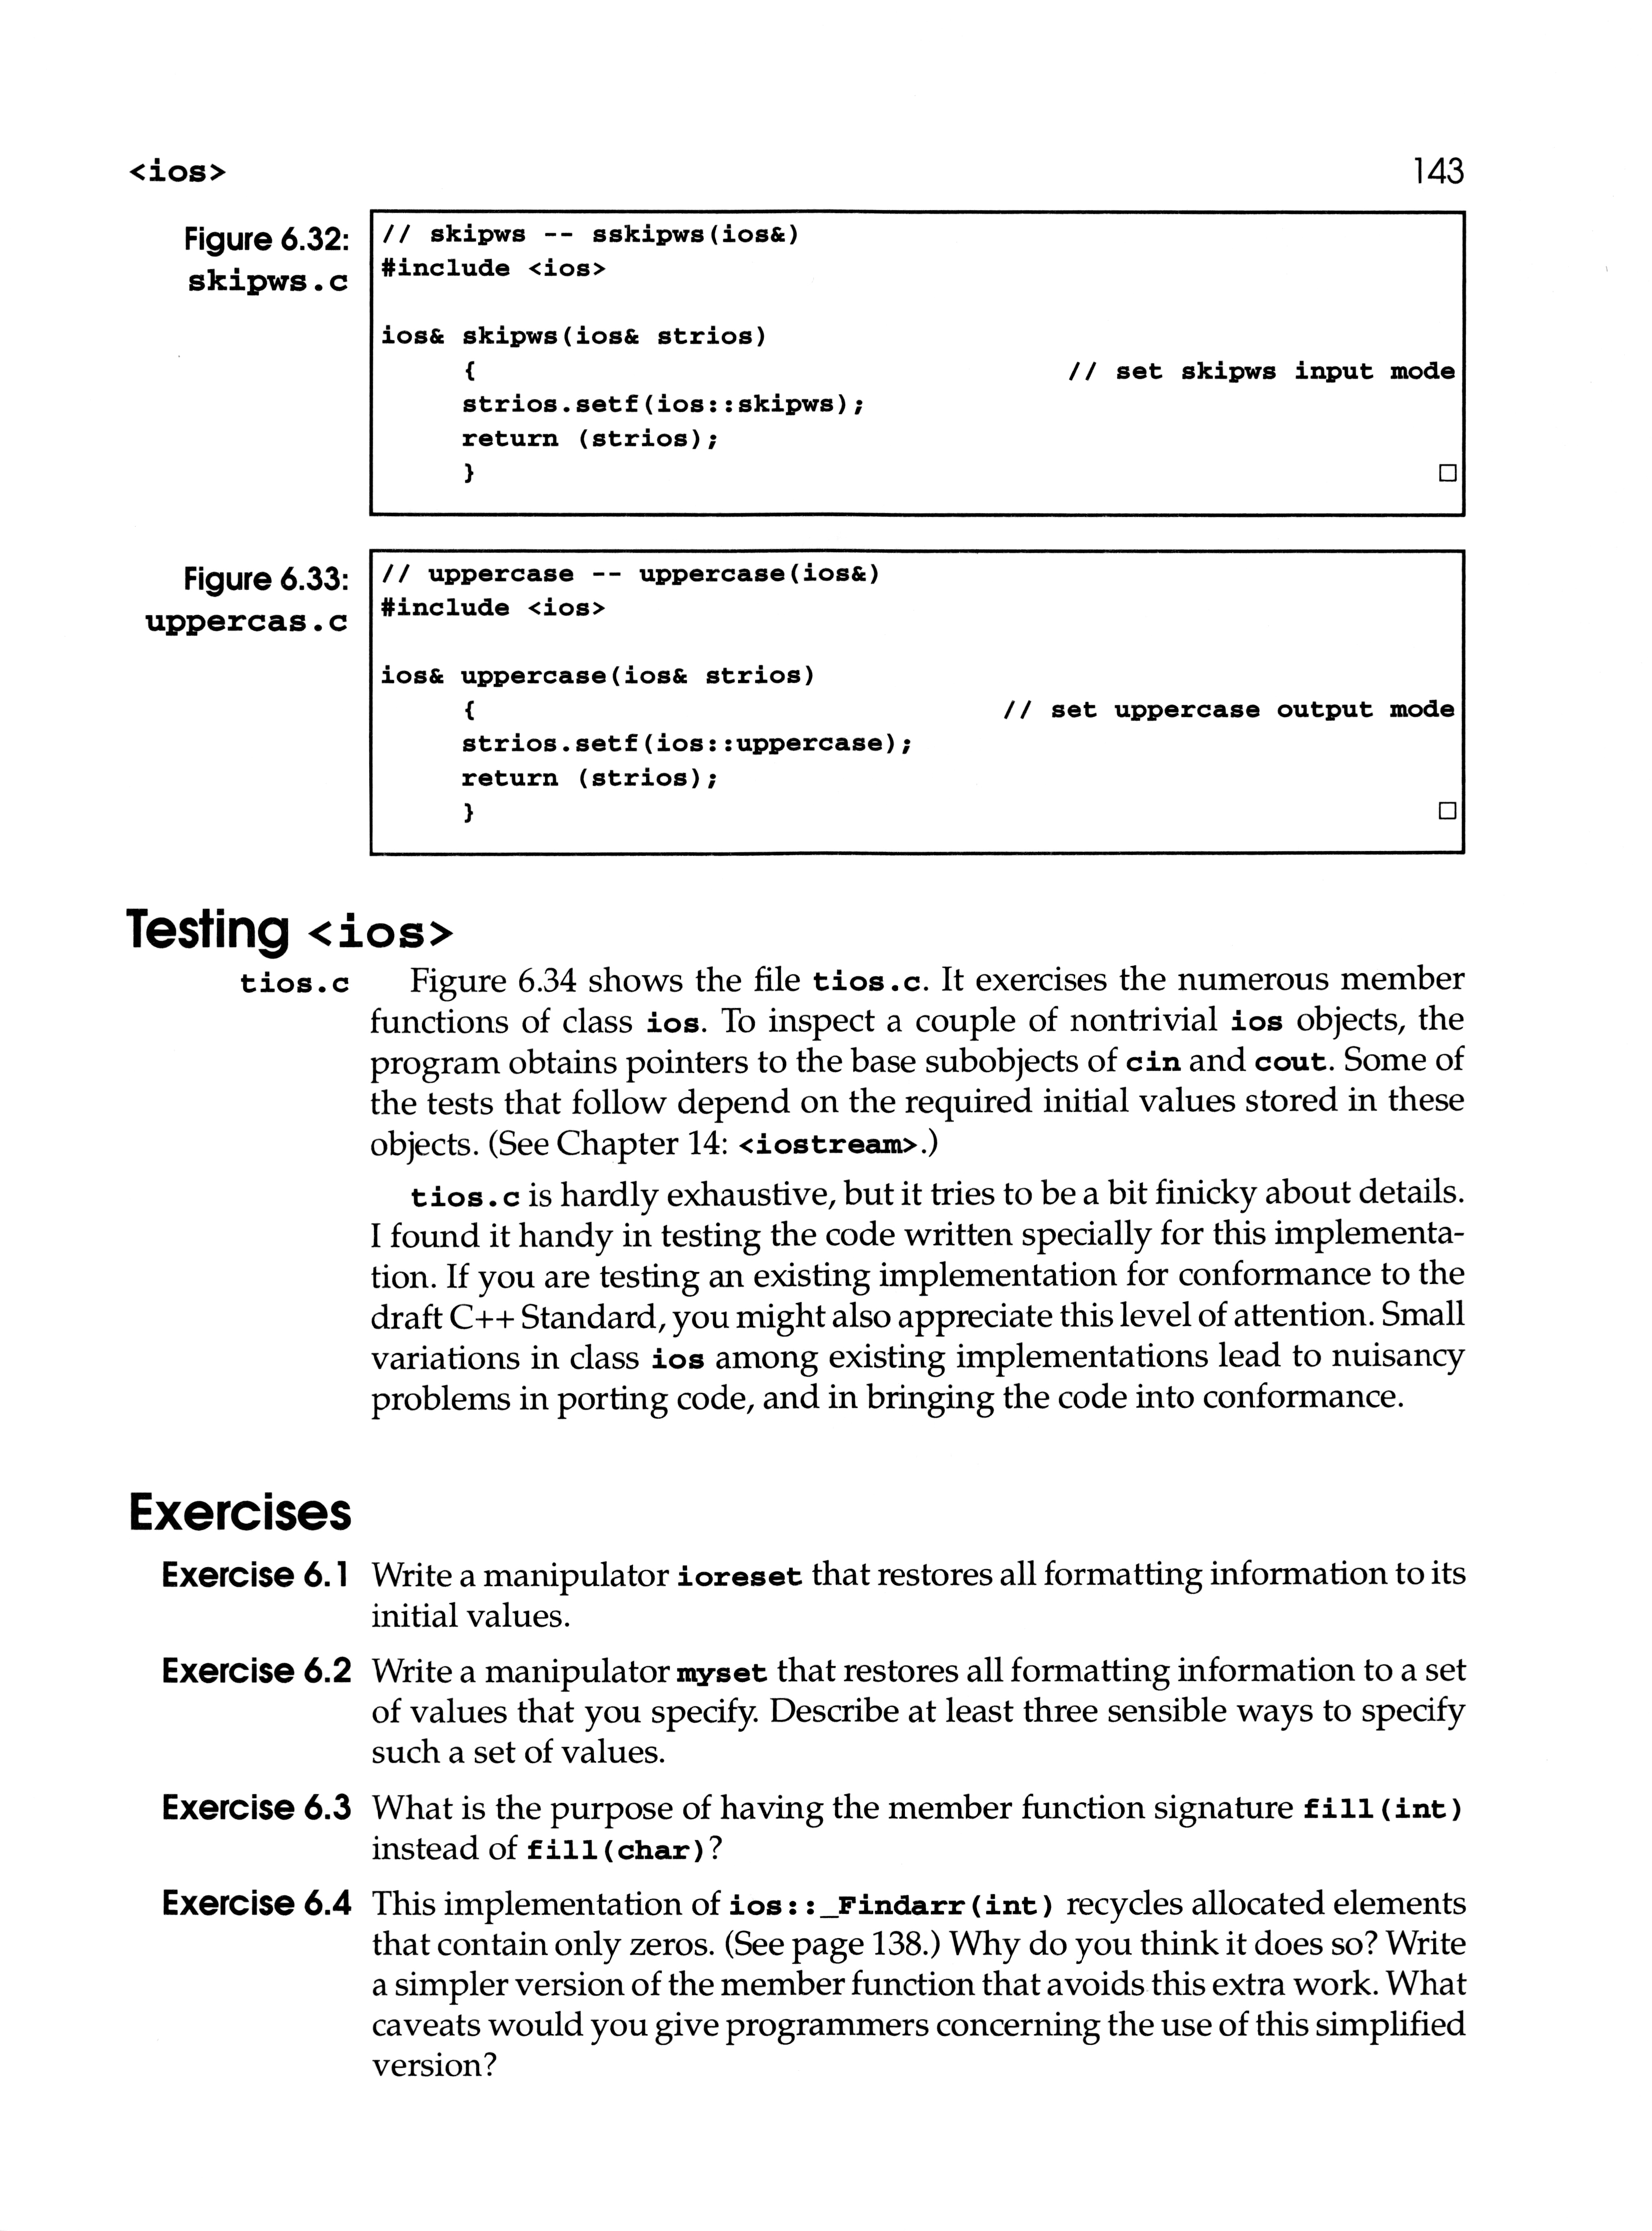 <ios> 143
Figure 6.32:
skipws.c
// skipws -- sskipws(ios&)
#include <ios>
ios& skipws(ios& strios)
{ // set skipws input mode
strios.setf(ios::skipws);
return (strios);
}
Figure 6.33:
uppercas.c
// uppercase -- uppercase(ios&)
#include <ios>
ios& uppercase(ios& strios)
{ // set uppercase output mode
strios.setf(ios::uppercase);
return (strios);
}
Testing <ios>
tios.c Figure 6.34 shows the file tios.c. It exercises the numerous member
functions of class ios. To inspect a couple of nontrivial ios objects, the
program obtains pointers to the base subobjects of cin and cout. Some of
the tests that follow depend on the required initial values stored in these
objects. (See Chapter 14: <iostream>.)
tios.c is hardly exhaustive, but it tries to be a bit finicky about details.
I found it handy in testing the code written specially for this implementa-
tion. If you are testing an existing implementation for conformance to the
draft C++ Standard, you might also appreciate this level of attention. Small
variations in class ios among existing implementations lead to nuisancy
problems in porting code, and in bringing the code into conformance.
Exercises
Exercise 6.1 Write a manipulator ioreset that restores all formatting information to its
initial values.
Exercise 6.2 Write a manipulator myset that restores all formatting information to a set
of values that you specify. Describe at least three sensible ways to specify
such a set of values.
Exercise 6.3 What is the purpose of having the member function signature fill(int)
instead of fill(char)?
Exercise 6.4 This implementation of ios::_Findarr(int) recycles allocated elements
that contain only zeros. (See page 138.) Why do you think it does so? Write
a simpler version of the member function that avoids this extra work. What
caveats would you give programmers concerning the use of this simplified
version?